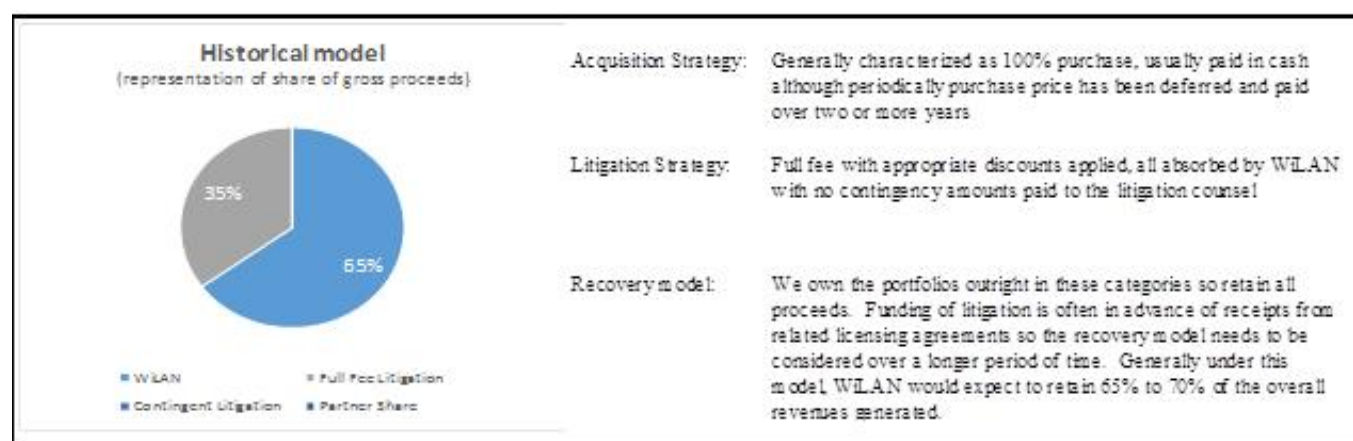 Historical model
(representation of share of gross proceeds)
35%
65%
WiLAN
Full Fee Litigation
Contingent Litigation
Partner Share
Acquisition Strategy:
Generally characterized as 100% purchase, usually paid in cash
although periodically purchase price has been deferred and paid
over two or more years
Litigation Strategy:
Full fee with appropriate discounts applied, all absorbed by WiLAN
with no contingency amounts paid to the litigation counsel
Recovery model:
We own the portfolios outright in these categories so retain all
proceeds. Funding of litigation is often in advance of receipts from
related licensing agreements so the recovery model needs to be
considered over a longer period of time. Generally under this
model, WiLAN would expect to retain 65% to 70% of the overall
revenues generated.